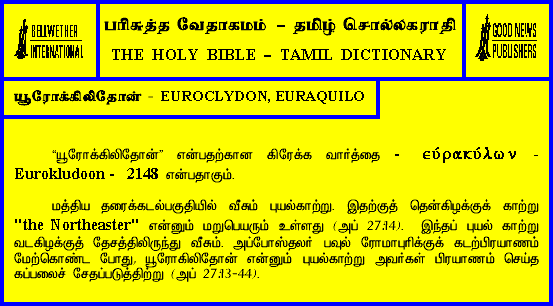 BELLWETHER
INTERNATIONAL
பரிசுத்த வேதாகமம் – தமிழ் சொல்லகராதி
THE HOLY BIBLE – TAMIL DICTIONARY
GOOD NEWS
PUBLISHERS
யூரோக்கிலிதோன் - EUROCLYDON, EURAQUILO
“யூரோக்கிலிதோன்” என்பதற்கான கிரேக்க வார்த்தை - εύρακύλων -
Eurokludoon - 2148 என்பதாகும்.
மத்திய தரைக்கடல்பகுதியில் வீசும் புயல்காற்று. இதற்குத் தென்கிழக்குக் காற்று
"the Northeaster" என்னும் மறுபெயரும் உள்ளது (அப் 27:14). இந்தப் புயல் காற்று
வடகிழக்குத் தேசத்திலிருந்து வீசும். அப்போஸ்தலர் பவுல் ரோமாபுரிக்குக் கடற்பிரயாணம்
மேற்கொண்ட போது, யூரோகிலிதோன் என்னும் புயல்காற்று அவர்கள் பிரயாணம் செய்த
கப்பலைச் சேதப்படுத்திற்று (அப் 27:13-44).